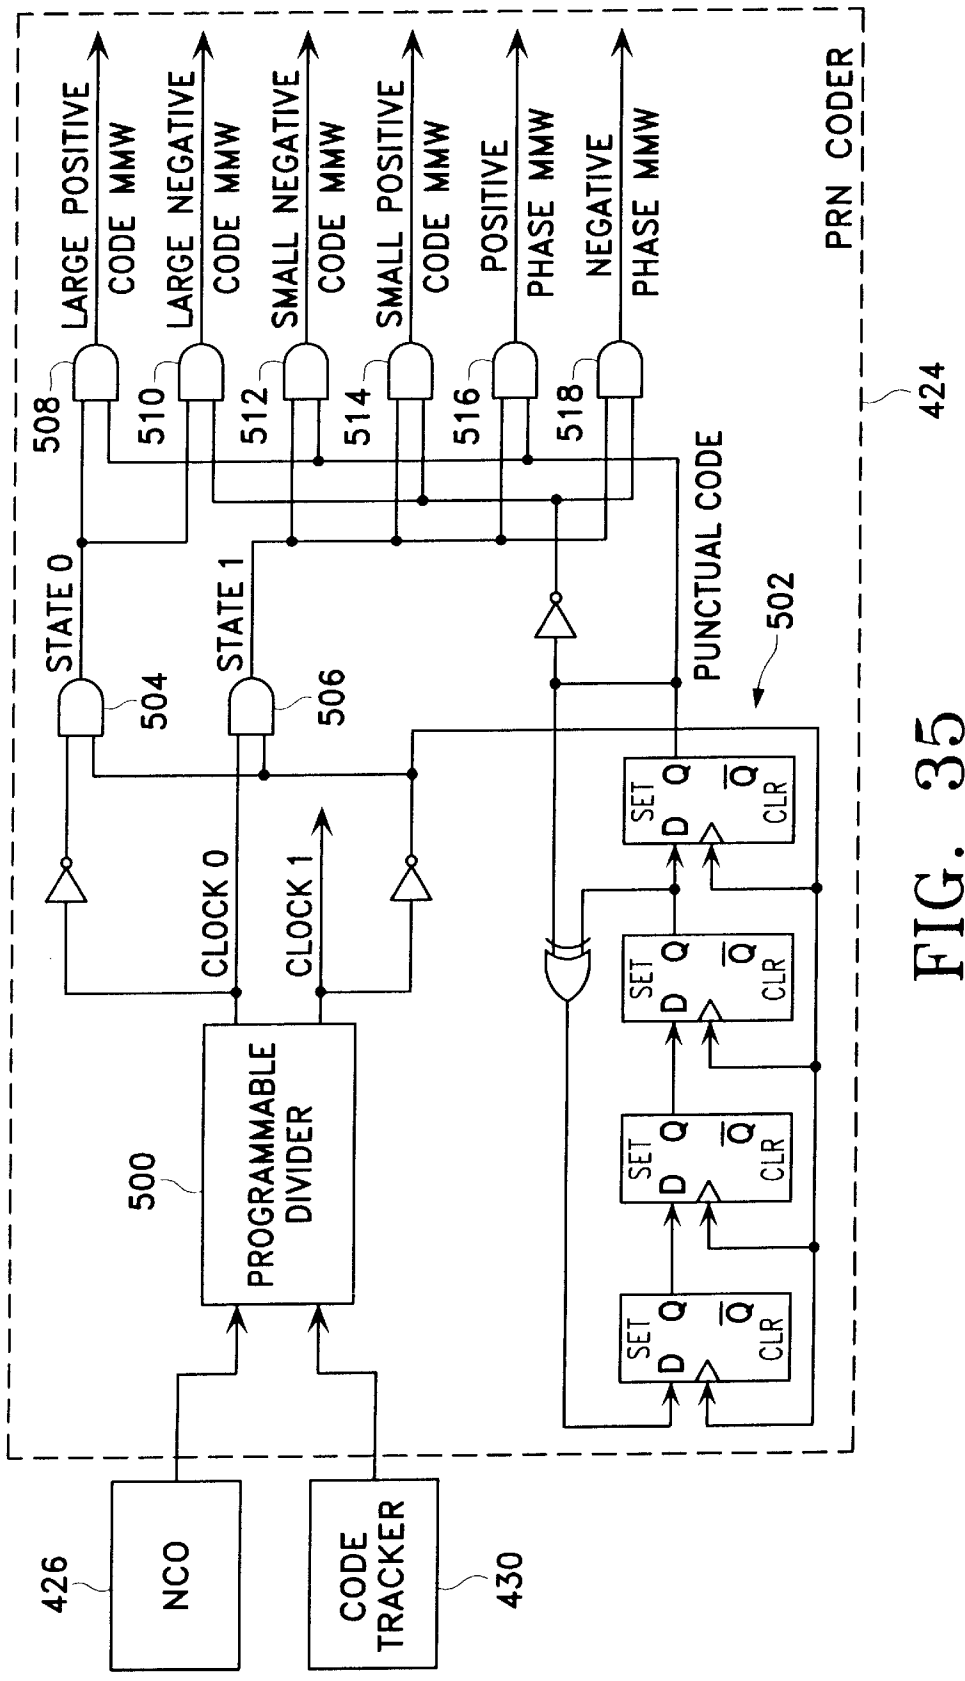 426
NCO
CODE
TRACKER
430
500
PROGRAMMABLE
DIVIDER
CLOCK 0
CLOCK 1
504
STATE 0
506
STATE 1
508
LARGE POSITIVE
CODE MMW
510
LARGE NEGATIVE
CODE MMW
512
SMALL NEGATIVE
CODE MMW
514
SMALL POSITIVE
CODE MMW
516
POSITIVE
PHASE MMW
518
NEGATIVE
PHASE MMW
PUNCTUAL CODE
502
SET
D Q
Q̅
CLR
SET
D Q
Q̅
CLR
SET
D Q
Q̅
CLR
SET
D Q
Q̅
CLR
PRN CODER
424
FIG. 35